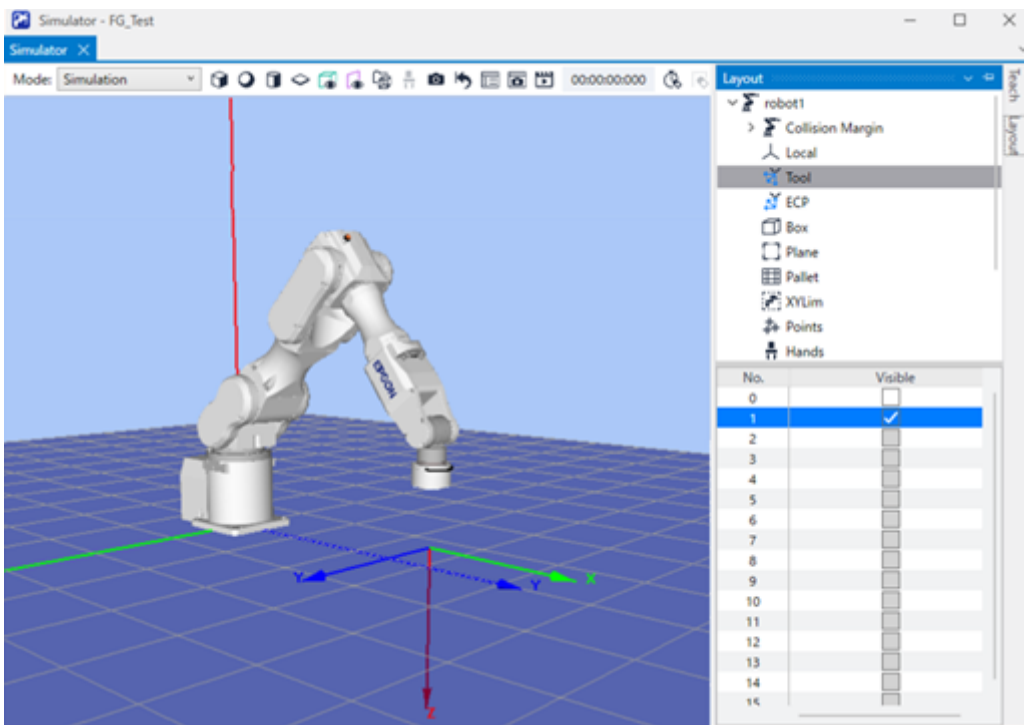 Simulator - FG_Test
Simulator
Mode: Simulation
00:00:00:000
Layout
Teach
Layout
robot1
Collision Margin
Local
Tool
ECP
Box
Plane
Pallet
XYLim
Points
Hands
No. Visible
0
1
2
3
4
5
6
7
8
9
10
11
12
13
14
15
EPSON
Y
Y
X
Z